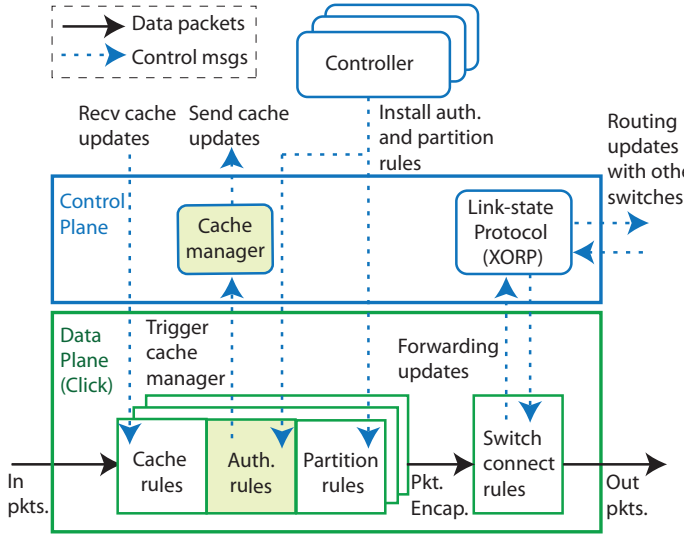 Data packets
Control msgs
Controller
Recv cache
updates
Send cache
updates
Install auth.
and partition
rules
Routing
updates
with othe
switches
Control
Plane
Cache
manager
Link-state
Protocol
(XORP)
Data
Plane
(Click)
Trigger
cache
manager
Forwarding
updates
Cache
rules
Auth.
rules
Partition
rules
Switch
connect
rules
In
pkts.
Pkt.
Encap.
Out
pkts.